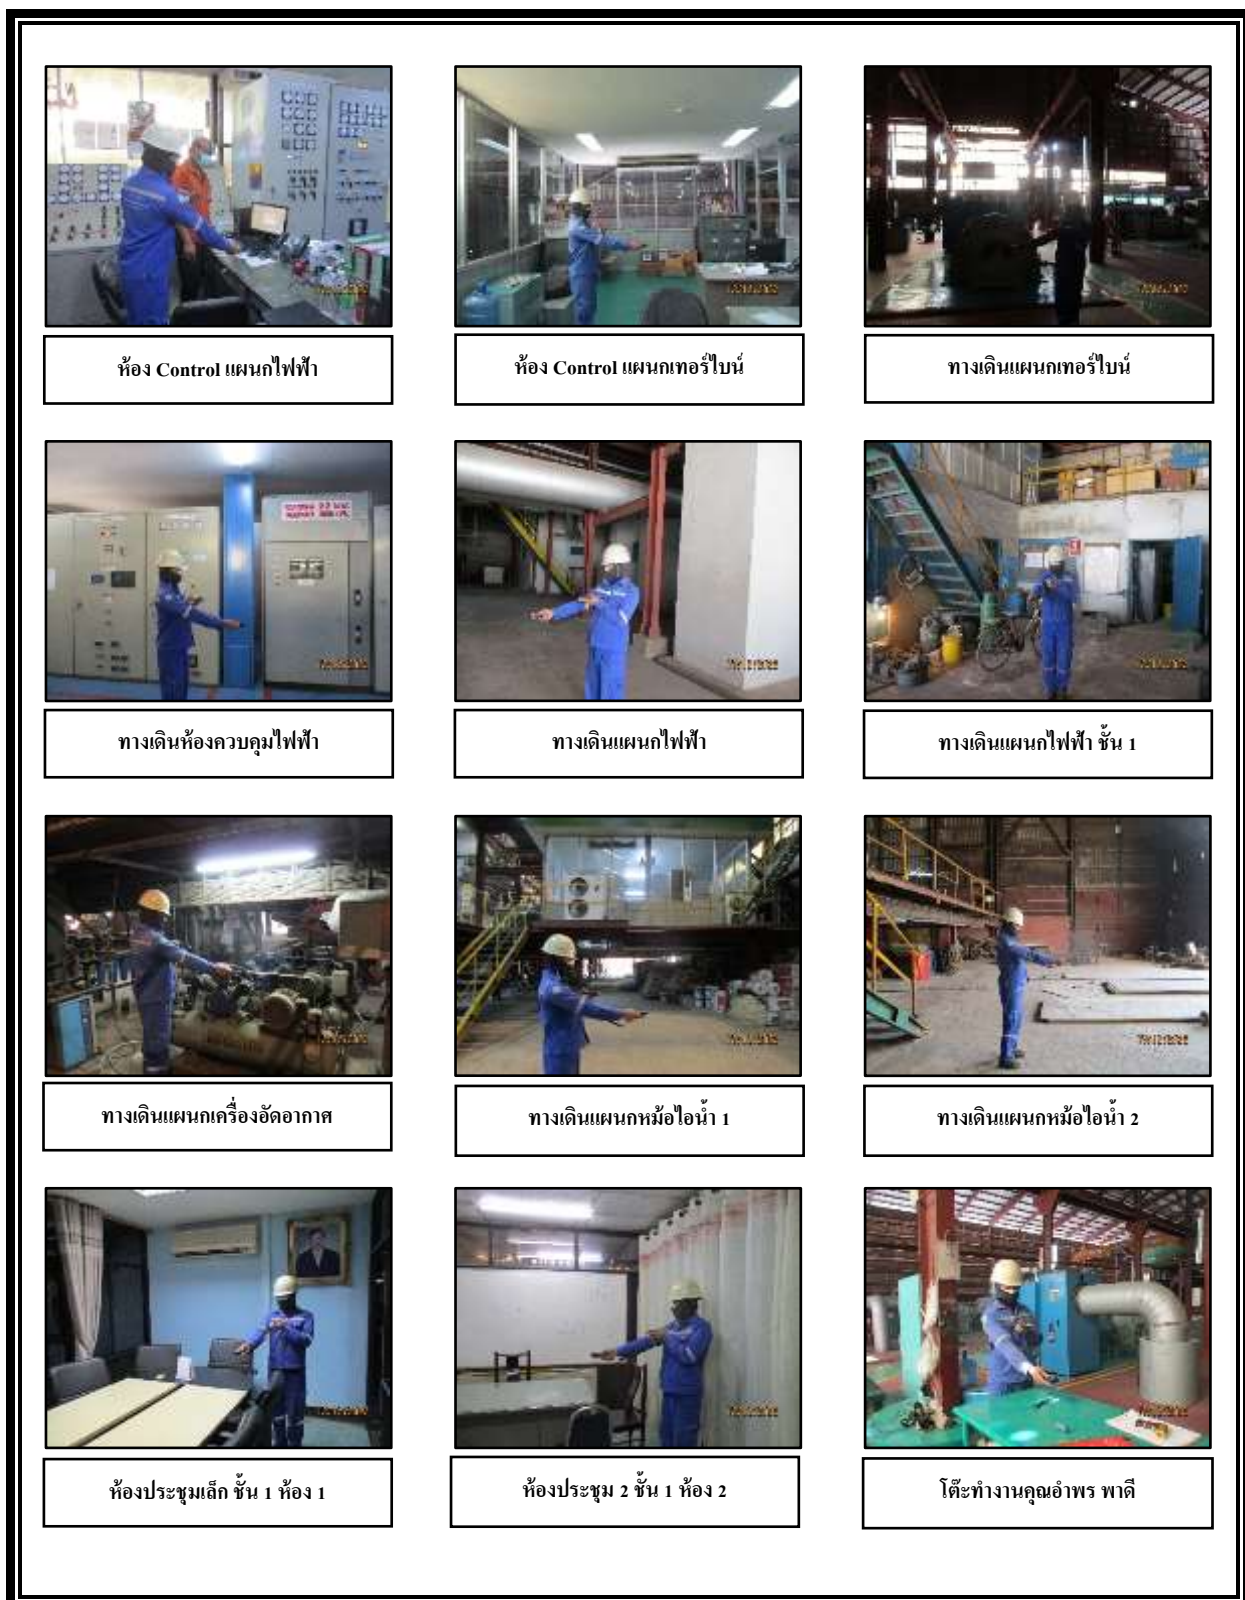 ห้อง Control แผนกไฟฟ้า
ห้อง Control แผนกเทอร์ไบน์
ทางเดินแผนกเทอร์ไบน์
ทางเดินห้องควบคุมไฟฟ้า
ทางเดินแผนกไฟฟ้า
ทางเดินแผนกไฟฟ้า ชั้น 1
ทางเดินแผนกเครื่องอัดอากาศ
ทางเดินแผนกหม้อไอน้ำ 1
ทางเดินแผนกหม้อไอน้ำ 2
ห้องประชุมเล็ก ชั้น 1 ห้อง 1
ห้องประชุม 2 ชั้น 1 ห้อง 2
โต๊ะทำงานคุณอำพร พาดี